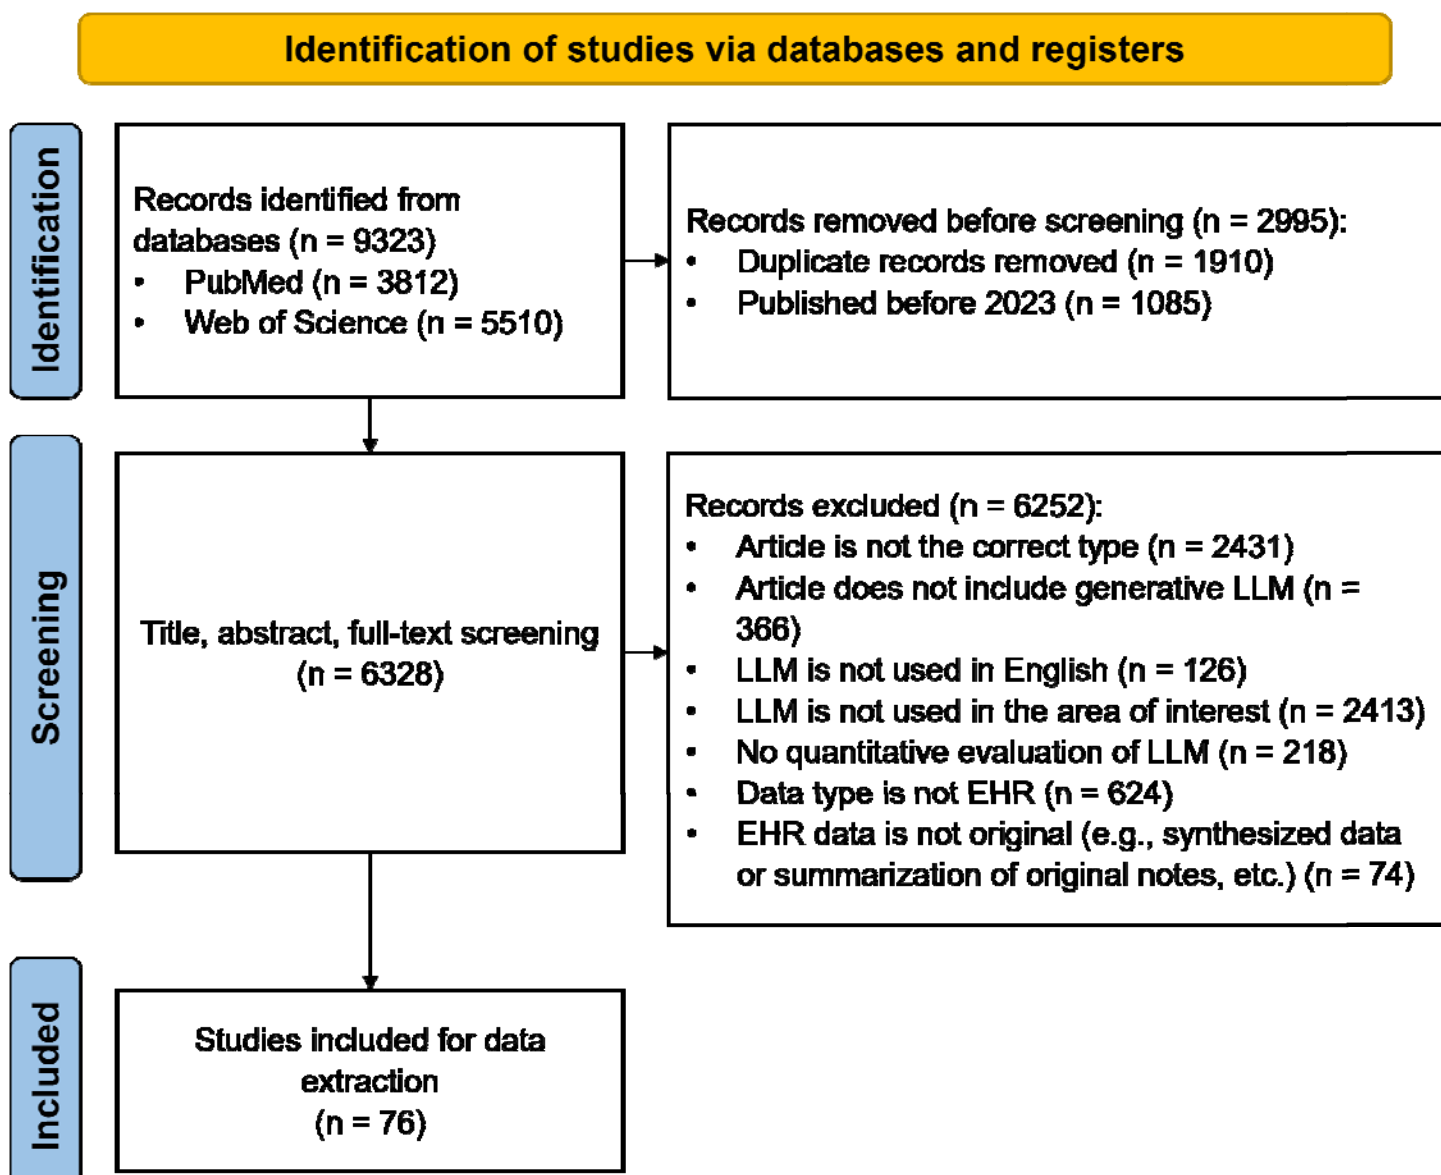 Identification of studies via databases and registers
Identification
Records identified from
databases (n = 9323)
• PubMed (n = 3812)
• Web of Science (n = 5510)
Records removed before screening (n = 2995):
• Duplicate records removed (n = 1910)
• Published before 2023 (n = 1085)
Screening
Title, abstract, full-text screening
(n = 6328)
Records excluded (n = 6252):
• Article is not the correct type (n = 2431)
• Article does not include generative LLM (n =
366)
• LLM is not used in English (n = 126)
• LLM is not used in the area of interest (n = 2413)
• No quantitative evaluation of LLM (n = 218)
• Data type is not EHR (n = 624)
• EHR data is not original (e.g., synthesized data
or summarization of original notes, etc.) (n = 74)
Included
Studies included for data
extraction
(n = 76)